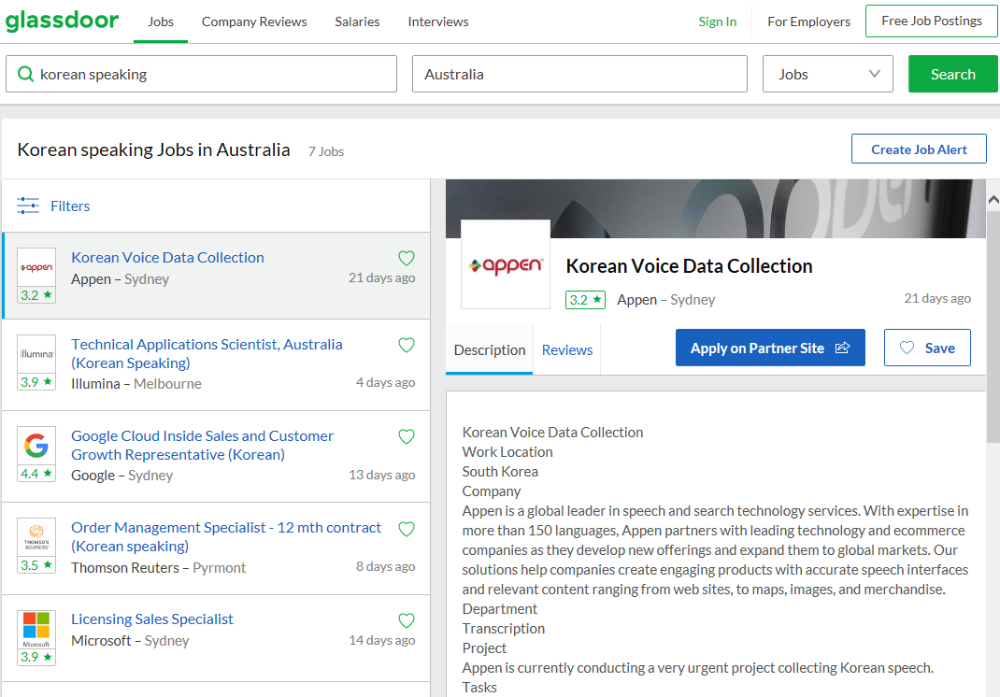 glassdoor Jobs Company Reviews Salaries Interviews Sign In For Employers Free Job Postings
korean speaking Australia Jobs Search
Korean speaking Jobs in Australia 7 Jobs Create Job Alert
Filters
appen
Korean Voice Data Collection
Appen – Sydney 21 days ago
3.2 ★
illumina
Technical Applications Scientist, Australia
(Korean Speaking)
Illumina – Melbourne 4 days ago
3.9 ★
Google Cloud Inside Sales and Customer
Growth Representative (Korean)
Google – Sydney 13 days ago
4.4 ★
THOMSON
REUTERS
Order Management Specialist - 12 mth contract
(Korean speaking)
Thomson Reuters – Pyrmont 8 days ago
3.5 ★
Microsoft
Licensing Sales Specialist
Microsoft – Sydney 14 days ago
3.9 ★
appen
Korean Voice Data Collection
3.2 ★ Appen – Sydney 21 days ago
Description Reviews Apply on Partner Site Save
Korean Voice Data Collection
Work Location
South Korea
Company
Appen is a global leader in speech and search technology services. With expertise in
more than 150 languages, Appen partners with leading technology and ecommerce
companies as they develop new offerings and expand them to global markets. Our
solutions help companies create engaging products with accurate speech interfaces
and relevant content ranging from web sites, to maps, images, and merchandise.
Department
Transcription
Project
Appen is currently conducting a very urgent project collecting Korean speech.
Tasks